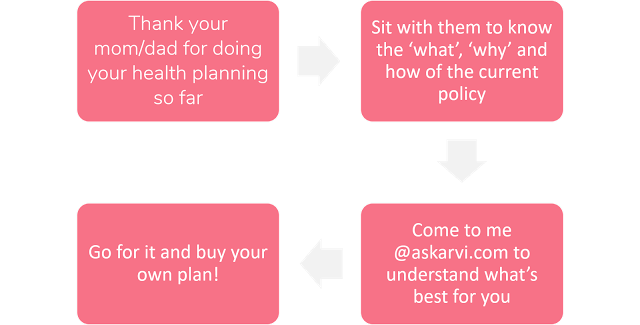 Thank your
mom/dad for doing
your health planning
so far
Sit with them to know
the ‘what’, ‘why’ and
how of the current
policy
Come to me
@askarvi.com to
understand what’s
best for you
Go for it and buy your
own plan!